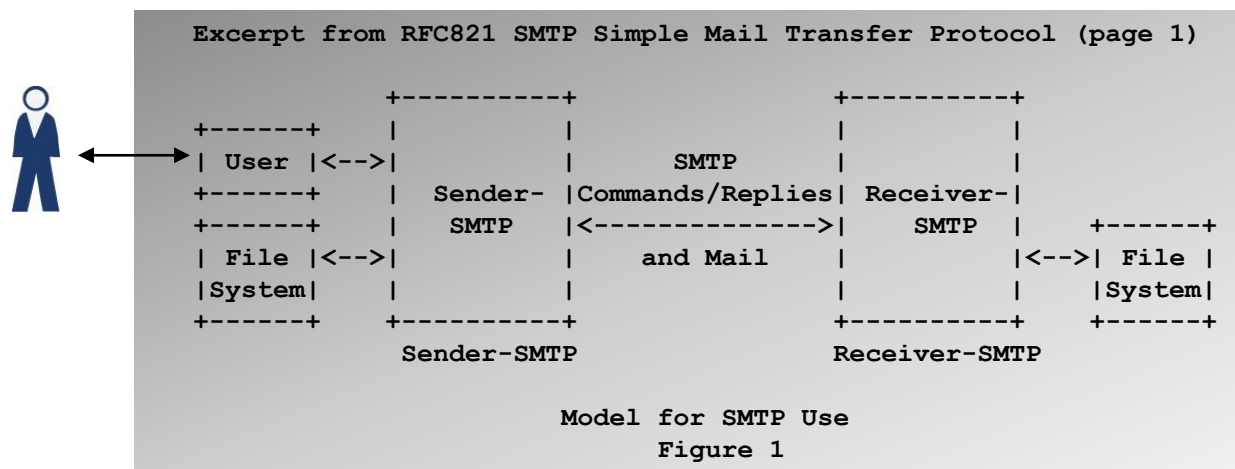 Excerpt from RFC821 SMTP Simple Mail Transfer Protocol (page 1)
            +----------+                +----------+
+------+    |          |                |          |
| User |<-->|          |      SMTP      |          |
+------+    |  Sender- |Commands/Replies| Receiver-|
+------+    |   SMTP   |<-------------->|    SMTP  |    +------+
| File |<-->|          |    and Mail    |          |<-->| File |
|System|    |          |                |          |    |System|
+------+    +----------+                +----------+    +------+
             Sender-SMTP                Receiver-SMTP
Model for SMTP Use
Figure 1